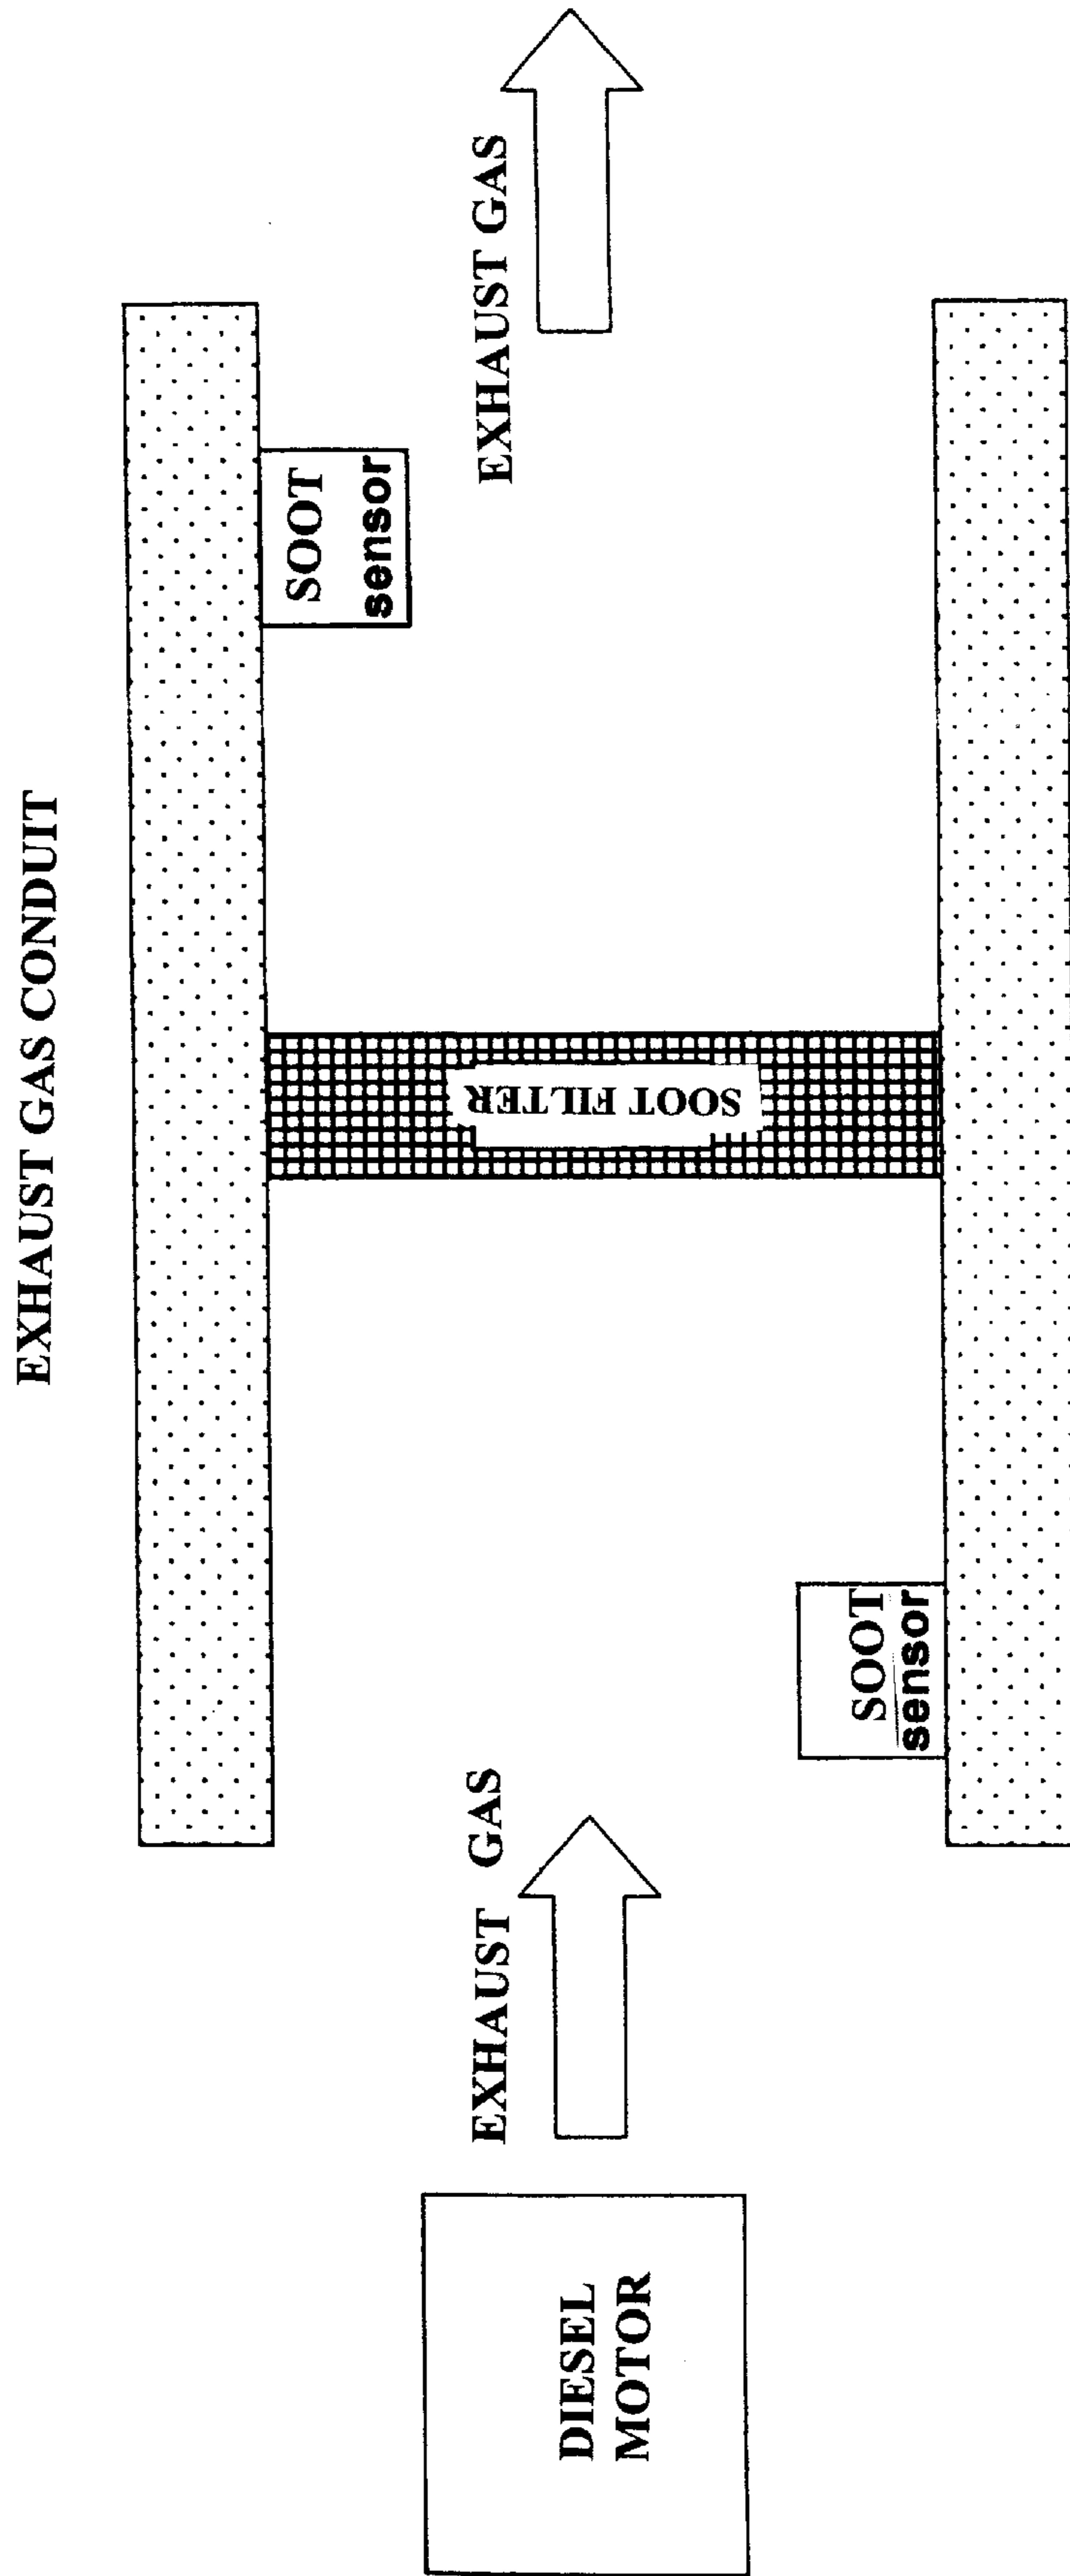 EXHAUST GAS CONDUIT
DIESEL
MOTOR
EXHAUST GAS
SOOT
sensor
SOOT FILTER
SOOT
sensor
EXHAUST GAS